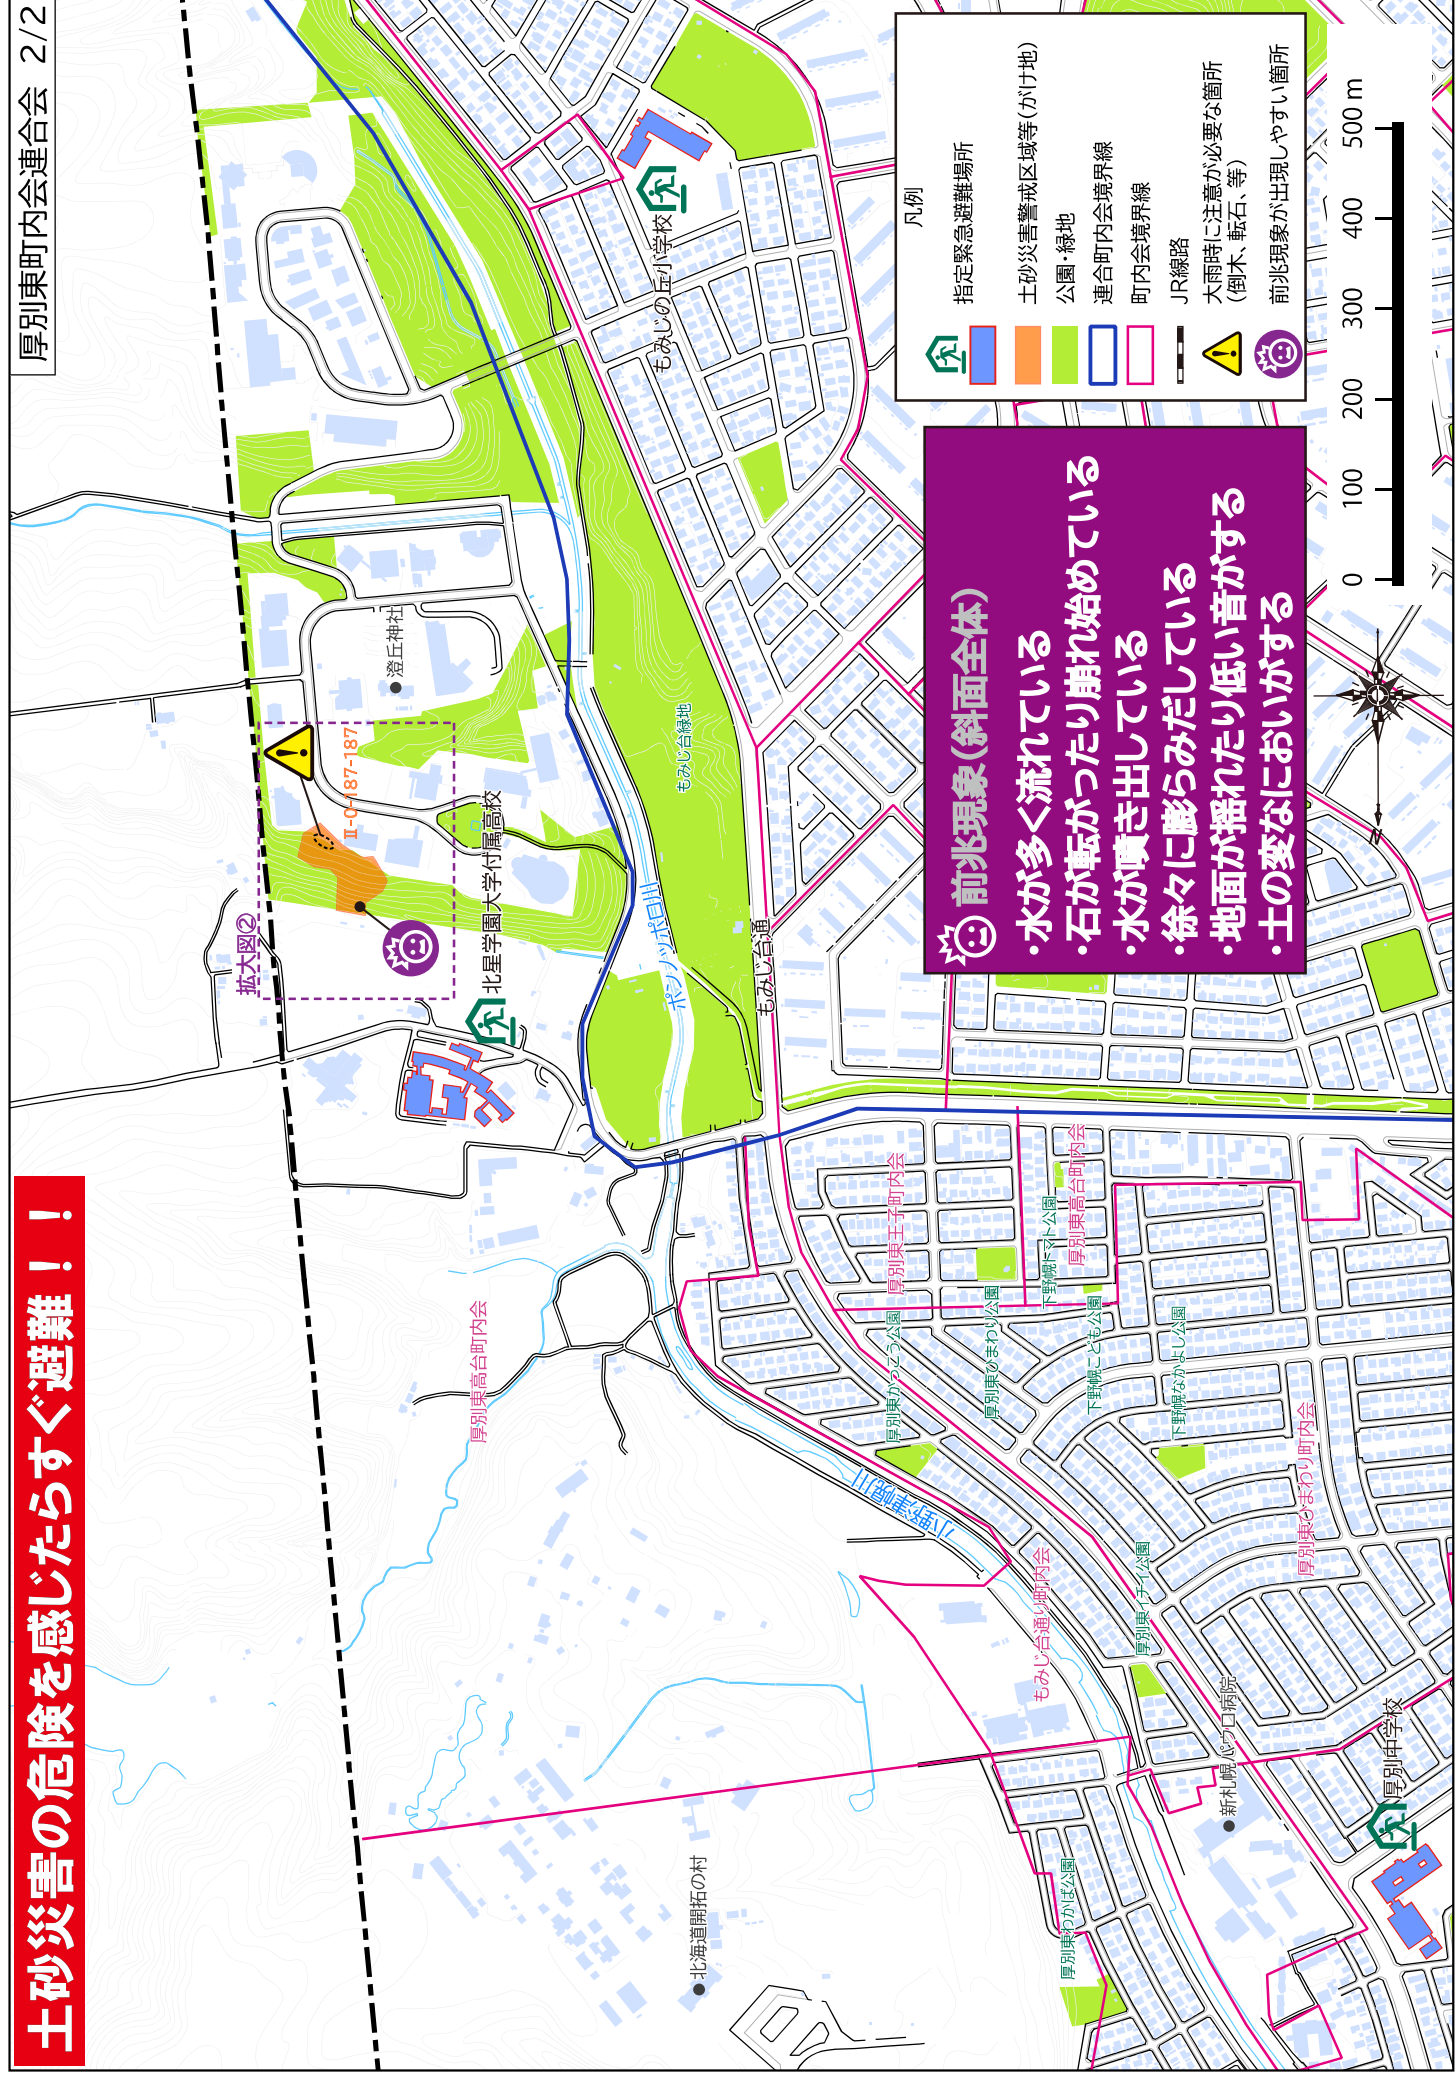 土砂災害の危険を感じたらすぐ避難！！
厚別東町内会連合会 2/2
拡大図②
Ⅱ-0-187-187
澄丘神社
北星学園大学付属高校
もみじ台緑地
ポンノッポロ川
もみじ台通
もみじの丘小学校
厚別東高台町内会
厚別東王子町内会
下野幌トマト公園
厚別東高台町内会
厚別東かっこう公園
厚別東ひまわり公園
下野幌こども公園
下野幌なかよし公園
厚別東ひまわり町内会
小野津幌川
もみじ台通り町内会
厚別東イチイ公園
新札幌パウロ病院
厚別中学校
北海道開拓の村
厚別東わかば公園
前兆現象（斜面全体）
・水が多く流れている
・石が転がったり崩れ始めている
・水が噴き出している
・徐々に膨らみだしている
・地面が揺れたり低い音がする
・土の変なにおいがする
凡例
指定緊急避難場所
土砂災害警戒区域等（がけ地）
公園・緑地
連合町内会境界線
町内会境界線
JR線路
大雨時に注意が必要な箇所
（倒木、転石、等）
前兆現象が出現しやすい箇所
0 100 200 300 400 500 m
N